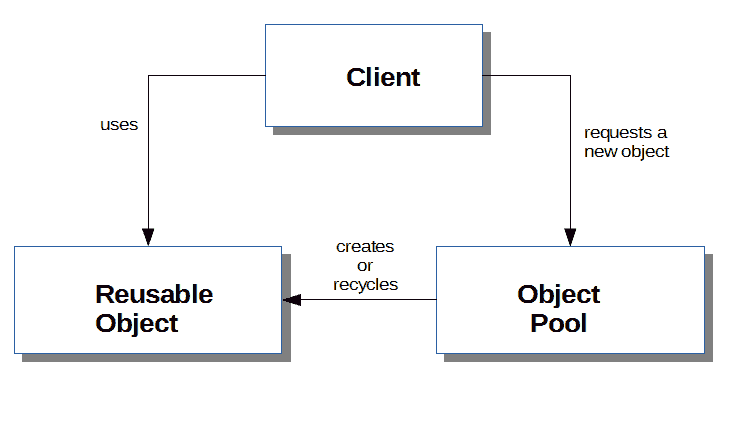 Client
uses
requests a
new object
creates
or
recycles
Reusable
Object
Object
Pool